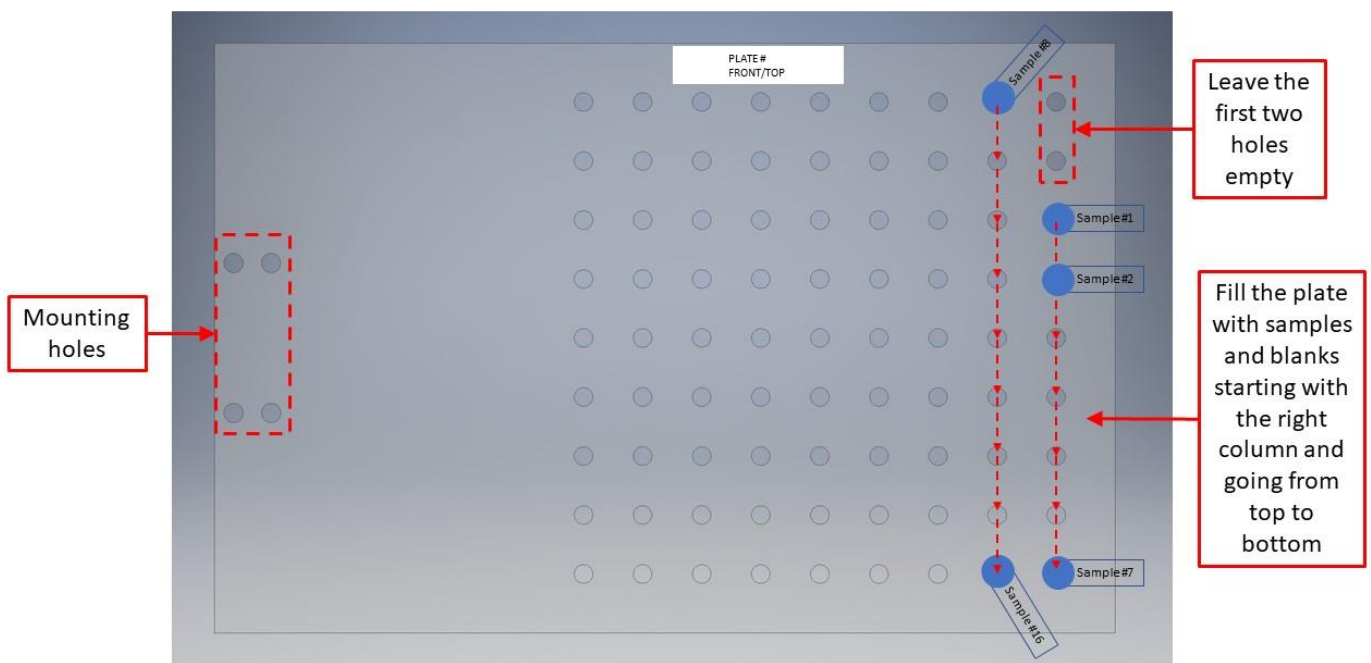 PLATE #
FRONT/TOP
Sample#8
Leave the
first two
holes
empty
Sample#1
Sample#2
Mounting
holes
Fill the plate
with samples
and blanks
starting with
the right
column and
going from
top to
bottom
Sample#7
Sample#16